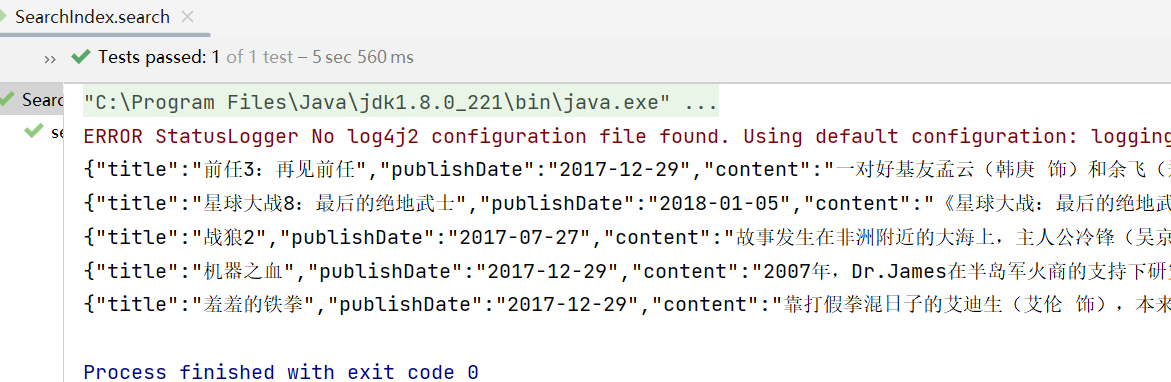 SearchIndex.search
Tests passed: 1 of 1 test – 5 sec 560 ms
Searc
"C:\Program Files\Java\jdk1.8.0_221\bin\java.exe" ...
se
ERROR StatusLogger No log4j2 configuration file found. Using default configuration: logging
{"title":"前任3：再见前任","publishDate":"2017-12-29","content":"一对好基友孟云（韩庚 饰）和余飞（
{"title":"星球大战8：最后的绝地武士","publishDate":"2018-01-05","content":"《星球大战：最后的绝地武
{"title":"战狼2","publishDate":"2017-07-27","content":"故事发生在非洲附近的大海上，主人公冷锋（吴京
{"title":"机器之血","publishDate":"2017-12-29","content":"2007年，Dr.James在半岛军火商的支持下研
{"title":"羞羞的铁拳","publishDate":"2017-12-29","content":"靠打假拳混日子的艾迪生（艾伦 饰），本来
Process finished with exit code 0